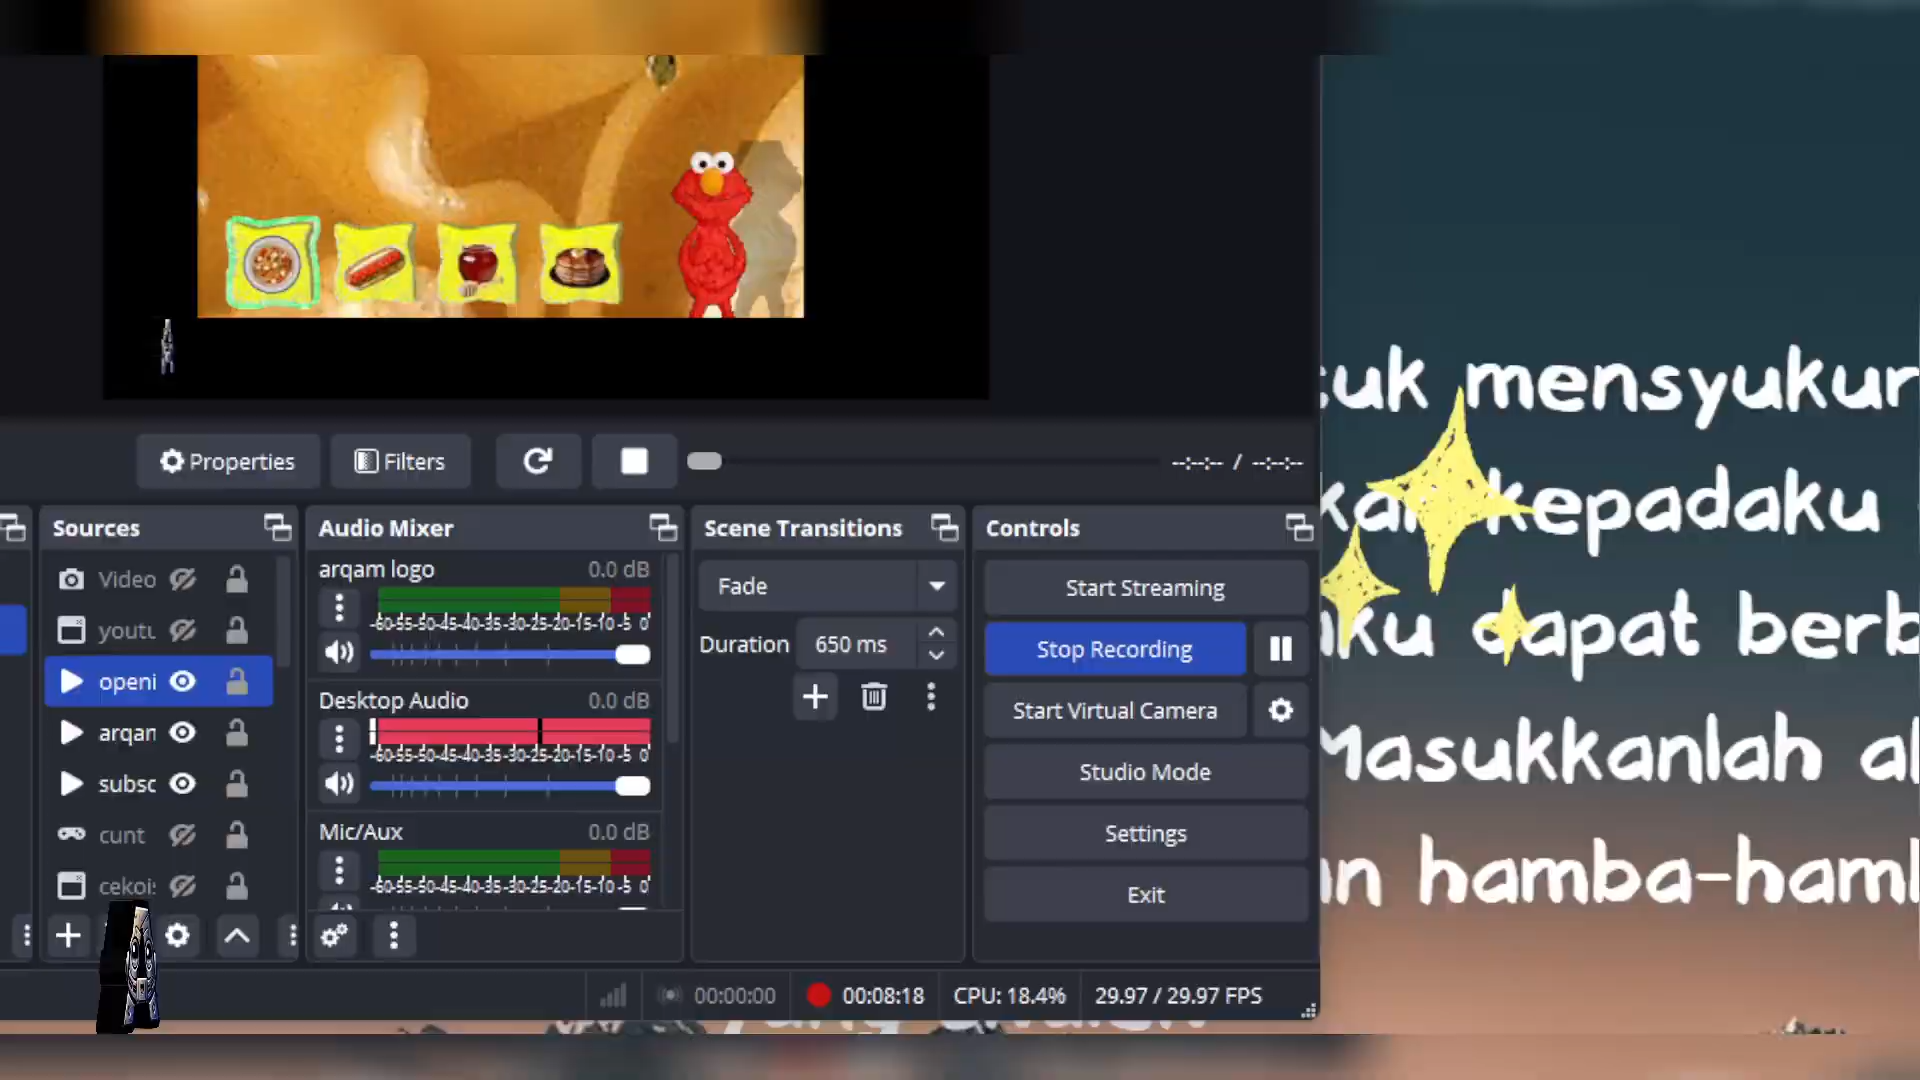 Properties
Filters
--:--:-- / --:--:--
Sources
Audio Mixer
Scene Transitions
Controls
Video
youtu
openi
arqan
subsc
cunt
cekoi
arqam logo 0.0 dB
-60-55-50-45-40-35-30-25-20-15-10 -5 0
Desktop Audio 0.0 dB
-60-55-50-45-40-35-30-25-20-15-10 -5 0
Mic/Aux 0.0 dB
-60-55-50-45-40-35-30-25-20-15-10 -5 0
Fade
Duration 650 ms
Start Streaming
Stop Recording
Start Virtual Camera
Studio Mode
Settings
Exit
00:00:00
00:08:18
CPU: 18.4%
29.97 / 29.97 FPS
uk mensyukur
kan kepadaku
ku dapat berb
Masukkanlah al
an hamba-haml